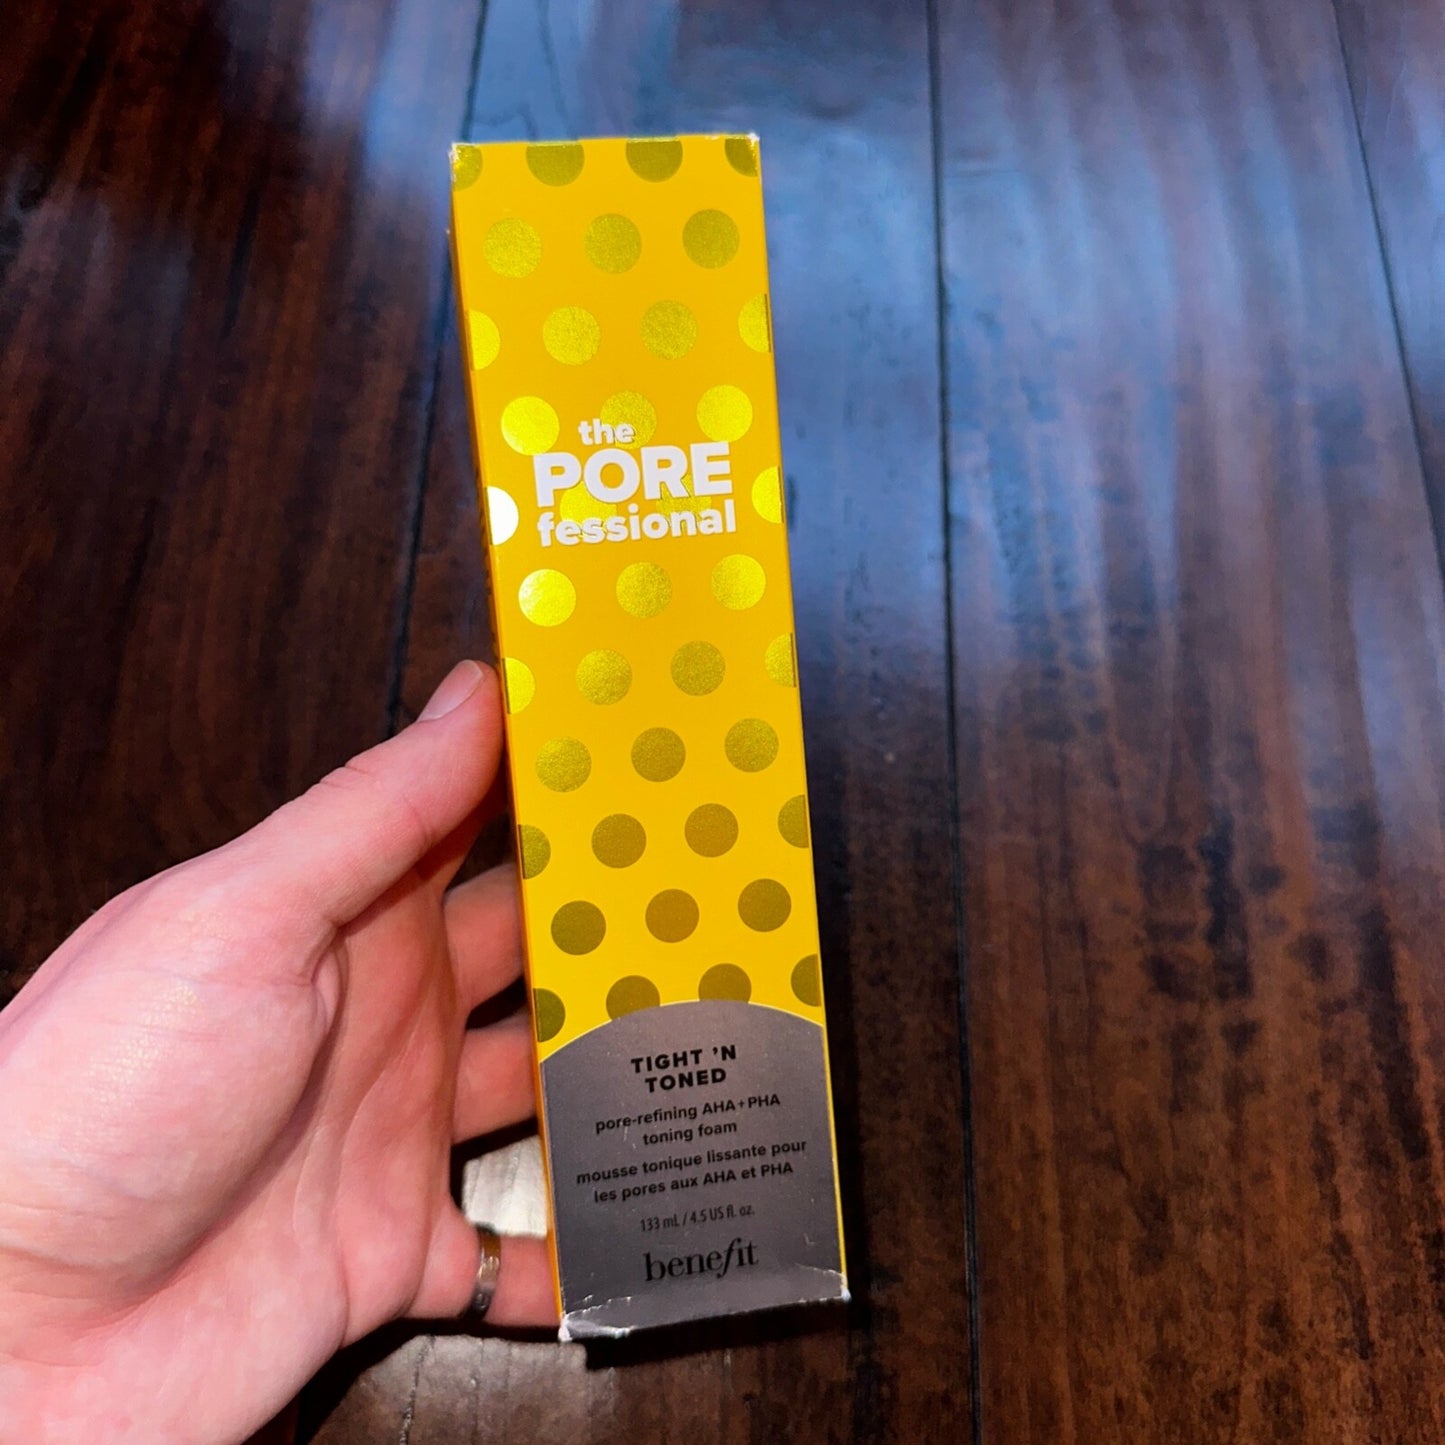 the
PORE
fessional
TIGHT ’N
TONED
pore-refining AHA+PHA
toning foam
mousse tonique lissante pour
les pores aux AHA et PHA
133 mL / 4.5 US fl. oz.
benefit